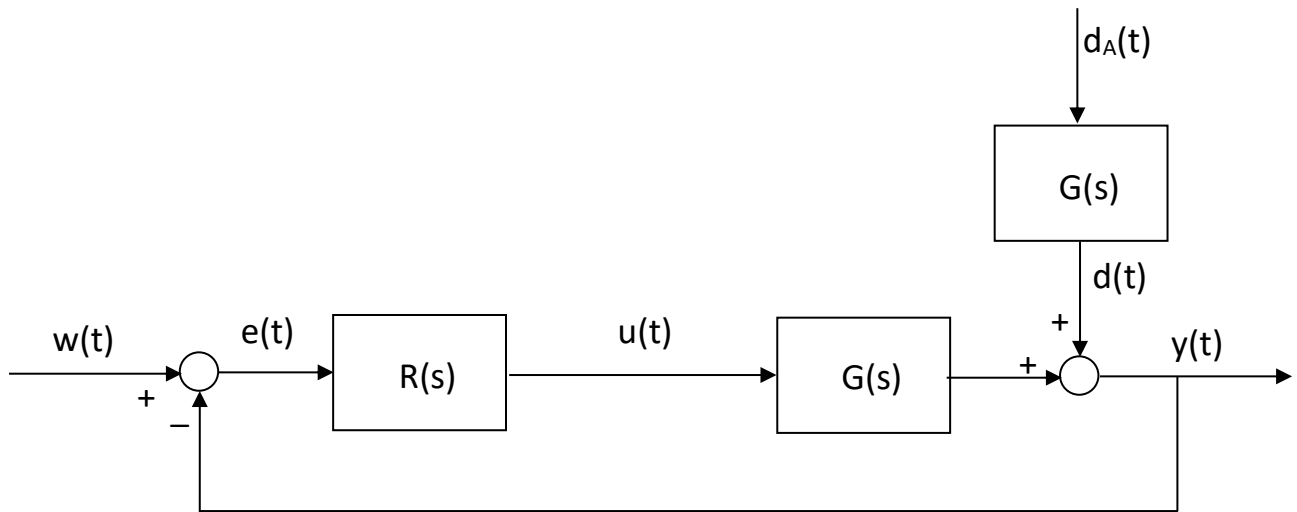 dA(t)
G(s)
d(t)
+
w(t)
e(t)
R(s)
u(t)
G(s)
+
y(t)
+
–